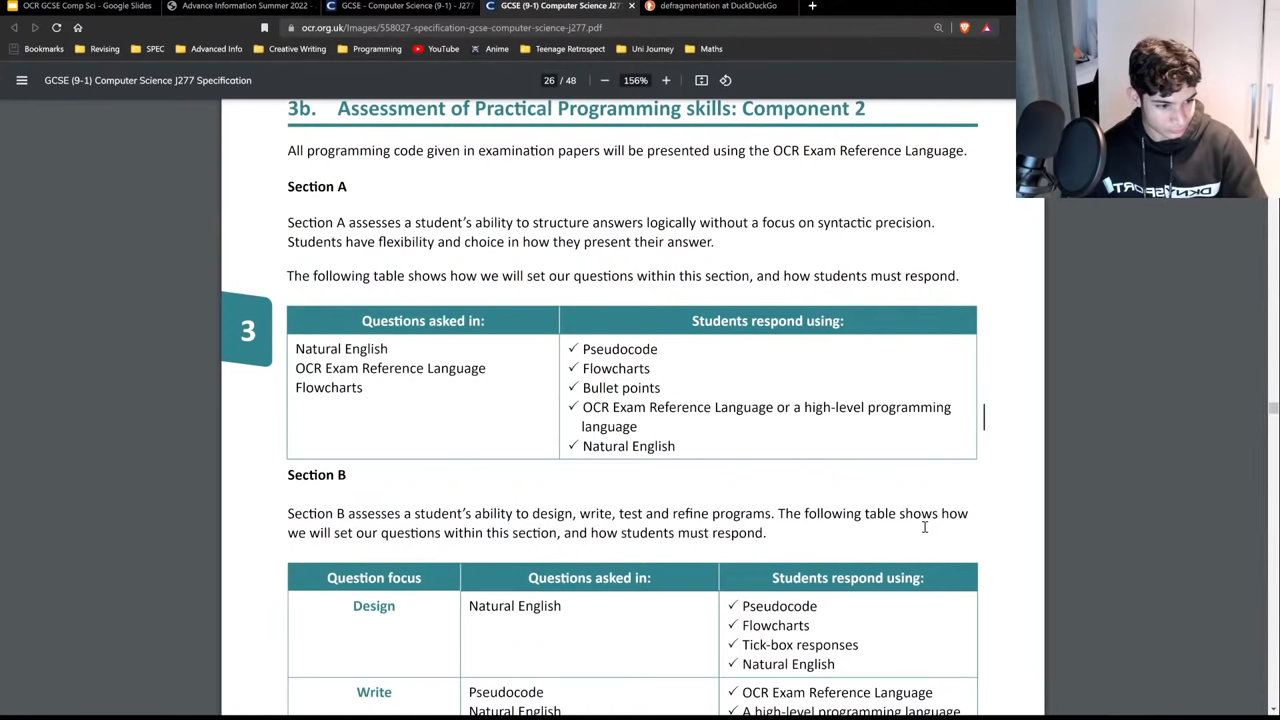 OCR GCSE Comp Sci - Google Slides
Advance Information Summer 2022 -
GCSE - Computer Science (9-1) - J277
GCSE (9-1) Computer Science J277
defragmentation at DuckDuckGo
ocr.org.uk/Images/558027-specification-gcse-computer-science-j277.pdf
Bookmarks Revising SPEC Advanced Info Creative Writing Programming YouTube Anime Teenage Retrospect Uni Journey Maths
GCSE (9-1) Computer Science J277 Specification
26 / 48
156%
3b. Assessment of Practical Programming skills: Component 2
All programming code given in examination papers will be presented using the OCR Exam Reference Language.
Section A
Section A assesses a student's ability to structure answers logically without a focus on syntactic precision.
Students have flexibility and choice in how they present their answer.
The following table shows how we will set our questions within this section, and how students must respond.
3
Questions asked in: Students respond using:
Natural English
OCR Exam Reference Language
Flowcharts
✓ Pseudocode
✓ Flowcharts
✓ Bullet points
✓ OCR Exam Reference Language or a high-level programming
language
✓ Natural English
Section B
Section B assesses a student's ability to design, write, test and refine programs. The following table shows how
we will set our questions within this section, and how students must respond.
Question focus Questions asked in: Students respond using:
Design Natural English ✓ Pseudocode
✓ Flowcharts
✓ Tick-box responses
✓ Natural English
Write Pseudocode ✓ OCR Exam Reference Language
Natural English ✓ A high-level programming language
DKNY SPORT